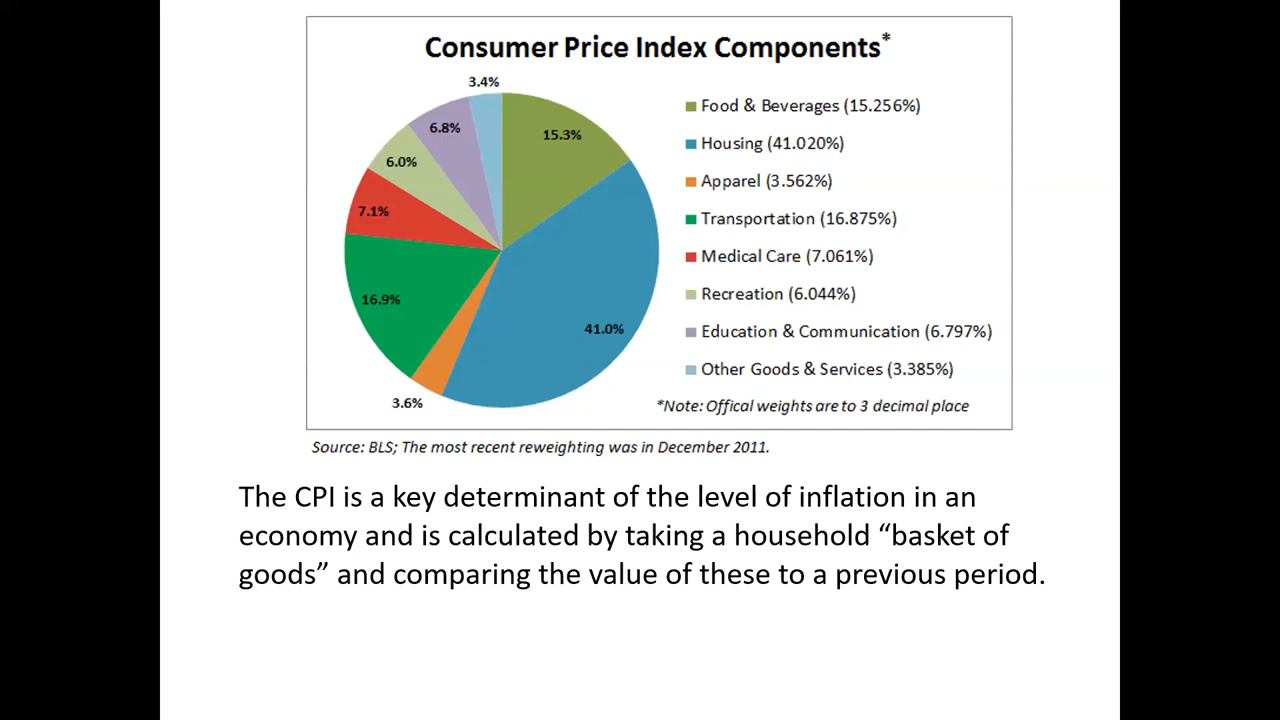 Consumer Price Index Components*
3.4%
6.8%
15.3%
6.0%
7.1%
16.9%
41.0%
3.6%
Food & Beverages (15.256%)
Housing (41.020%)
Apparel (3.562%)
Transportation (16.875%)
Medical Care (7.061%)
Recreation (6.044%)
Education & Communication (6.797%)
Other Goods & Services (3.385%)
*Note: Offical weights are to 3 decimal place
Source: BLS; The most recent reweighting was in December 2011.
The CPI is a key determinant of the level of inflation in an
economy and is calculated by taking a household “basket of
goods” and comparing the value of these to a previous period.